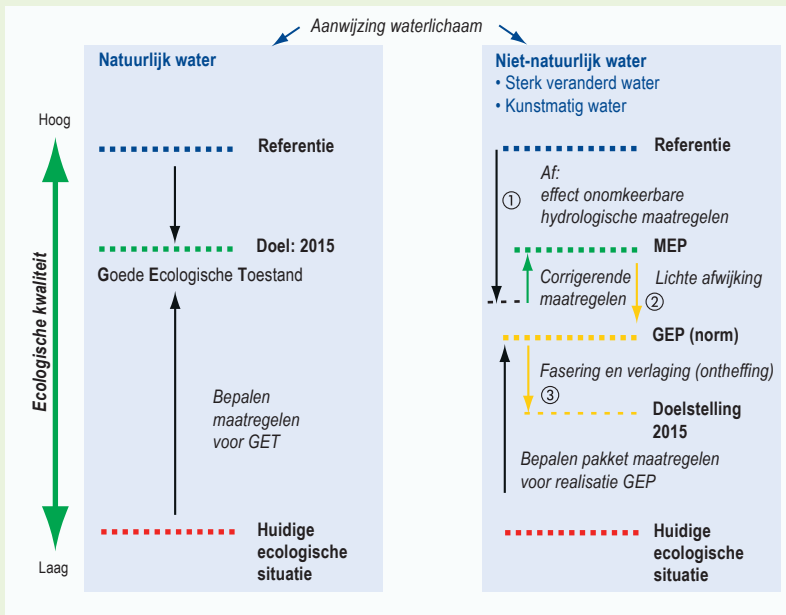 Aanwijzing waterlichaam
Hoog
Ecologische kwaliteit
Laag
Natuurlijk water
Referentie
Doel: 2015
Goede Ecologische Toestand
Bepalen
maatregelen
voor GET
Huidige
ecologische
situatie
Niet-natuurlijk water
• Sterk veranderd water
• Kunstmatig water
Referentie
① Af:
effect onomkeerbare
hydrologische maatregelen
MEP
Corrigerende
maatregelen
Lichte afwijking
②
GEP (norm)
Fasering en verlaging (ontheffing)
③
Doelstelling
2015
Bepalen pakket maatregelen
voor realisatie GEP
Huidige
ecologische
situatie